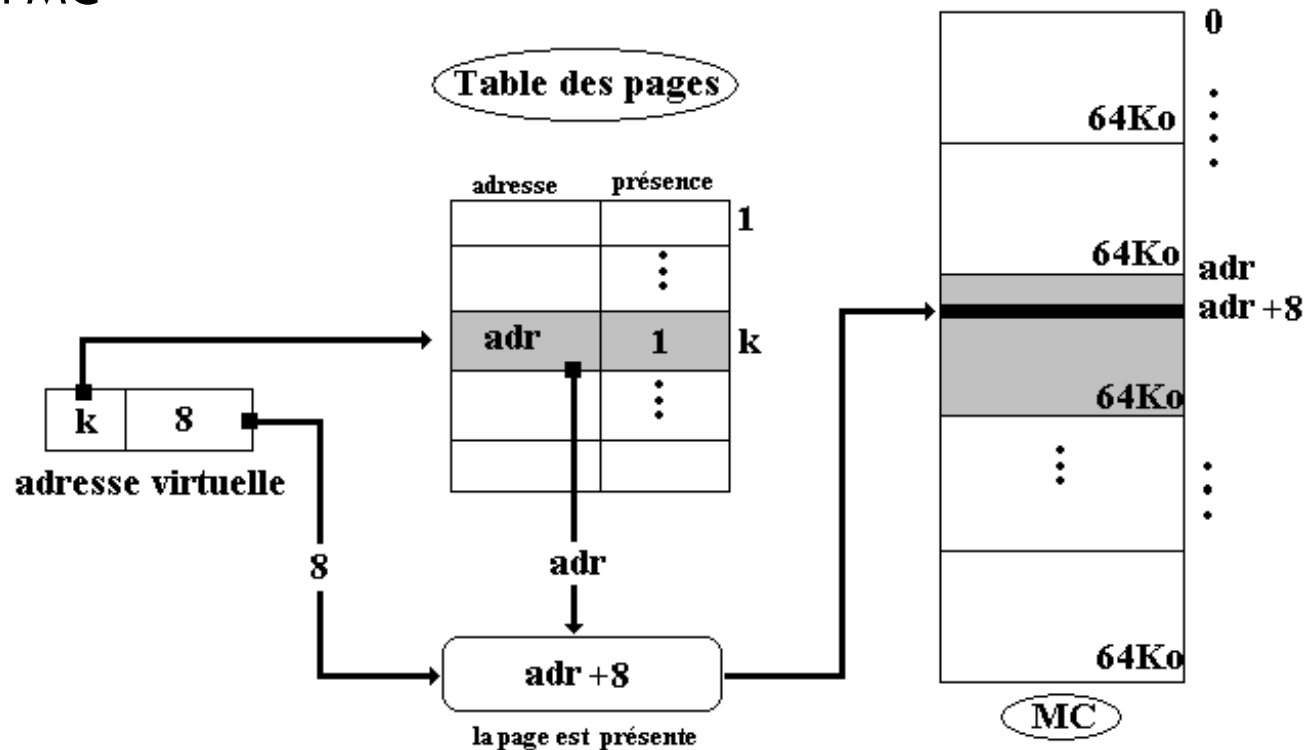 MC
Table des pages
adresse présence
1
adr 1 k
k 8
adresse virtuelle
8
adr
adr +8
la page est présente
0
64Ko
64Ko
adr
adr +8
64Ko
64Ko
MC